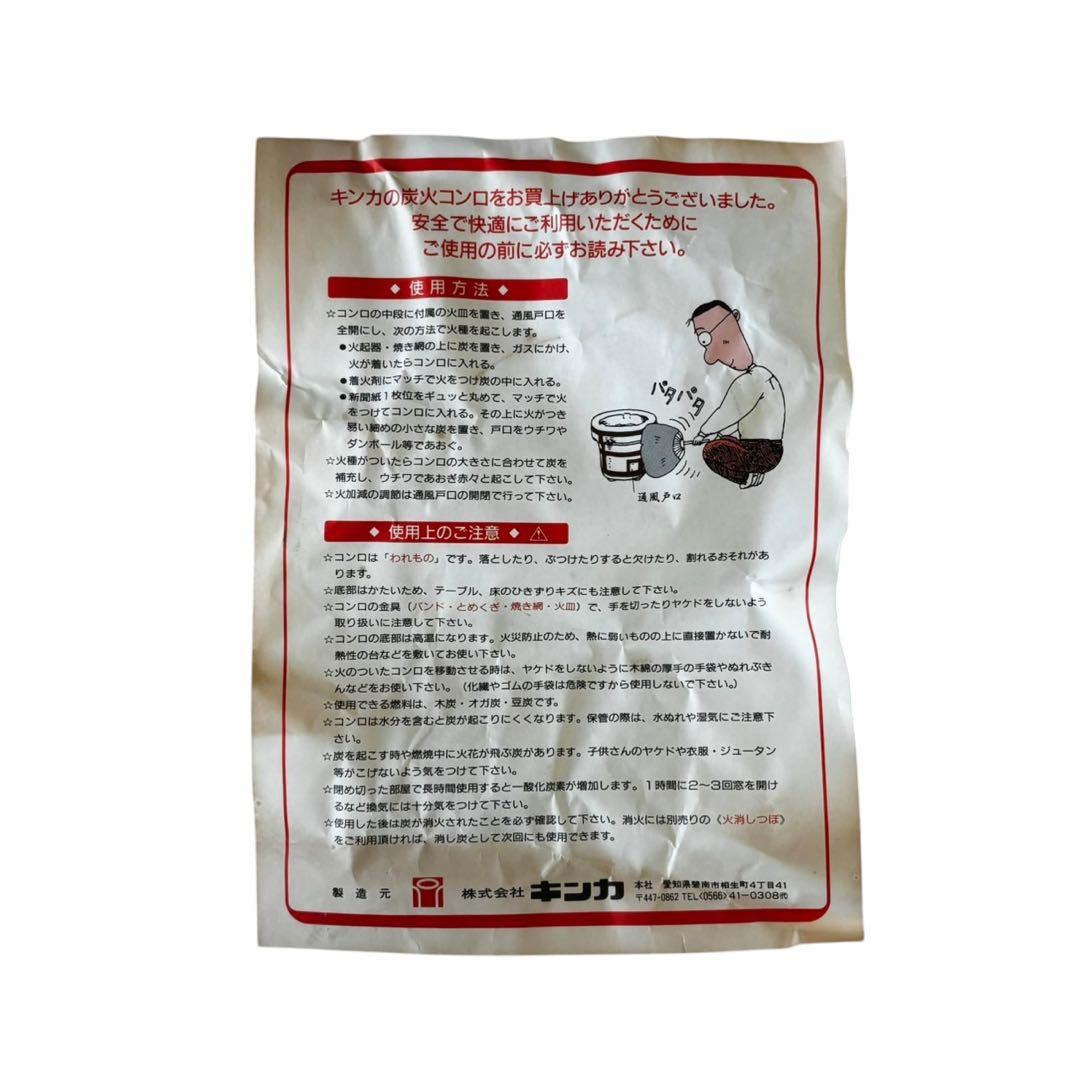 キンカの炭火コンロをお買上げありがとうございました。
安全で快適にご利用いただくために
ご使用の前に必ずお読み下さい。
◆ 使用方法 ◆
☆コンロの中段に付属の火皿を置き、通風戸口を
全開にし、次の方法で火種を起こします。
●火起器・焼き網の上に炭を置き、ガスにかけ、
火が着いたらコンロに入れる。
●着火剤にマッチで火をつけ炭の中に入れる。
●新聞紙1枚位をギュッと丸めて、マッチで火
をつけてコンロに入れる。その上に火がつき
易い細めの小さな炭を置き、戸口をウチワや
ダンボール等であおぐ。
☆火種がついたらコンロの大きさに合わせて炭を
補充し、ウチワであおぎ赤々と起こして下さい。
☆火加減の調節は通風戸口の開閉で行って下さい。
パタパタ
通風戸口
◆ 使用上のご注意 ◆ ⚠
☆コンロは「われもの」です。落としたり、ぶつけたりすると欠けたり、割れるおそれがあ
ります。
☆底部はかたいため、テーブル、床のひきずりキズにも注意して下さい。
☆コンロの金具（バンド・とめくぎ・焼き網・火皿）で、手を切ったりヤケドをしないよう
取り扱いに注意して下さい。
☆コンロの底部は高温になります。火災防止のため、熱に弱いものの上に直接置かないで耐
熱性の台などを敷いてお使い下さい。
☆火のついたコンロを移動させる時は、ヤケドをしないように木綿の厚手の手袋やぬれぶき
んなどをお使い下さい。（化繊やゴムの手袋は危険ですから使用しないで下さい。）
☆使用できる燃料は、木炭・オガ炭・豆炭です。
☆コンロは水分を含むと炭が起こりにくくなります。保管の際は、水ぬれや湿気にご注意下
さい。
☆炭を起こす時や燃焼中に火花が飛ぶ炭があります。子供さんのヤケドや衣服・ジュータン
等がこげないよう気をつけて下さい。
☆閉め切った部屋で長時間使用すると一酸化炭素が増加します。1時間に2〜3回窓を開け
るなど換気には十分気をつけて下さい。
☆使用した後は炭が消火されたことを必ず確認して下さい。消火には別売りの《火消しつぼ》
をご利用頂ければ、消し炭として次回にも使用できます。
製造元 株式会社 キンカ 本社 愛知県碧南市相生町4丁目41
〒447-0862 TEL〈0566〉41-0308㈹